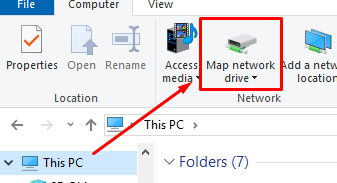 File
Computer
View
Properties
Open
Rename
Access
media
Map network
drive
Add a netw
location
Location
Network
This PC
This PC
Folders (7)